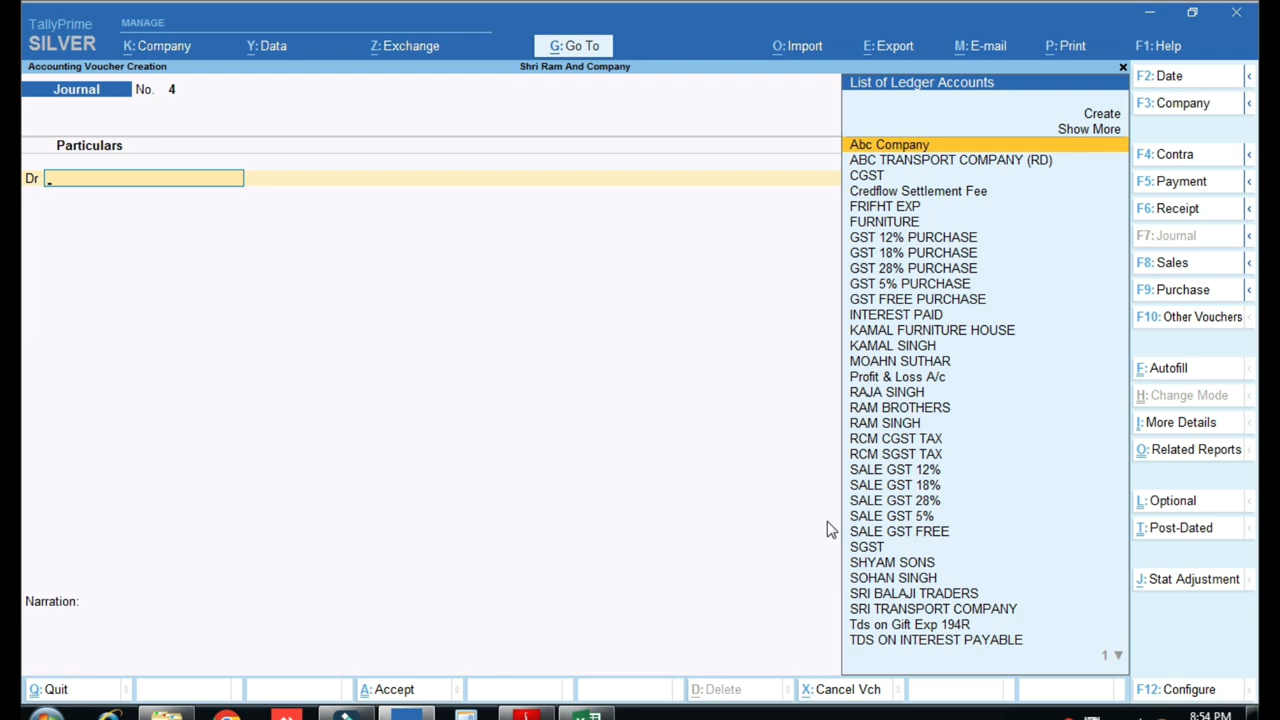 TallyPrime
SILVER
MANAGE
K: Company
Y: Data
Z: Exchange
G: Go To
O: Import
E: Export
M: E-mail
P: Print
F1: Help
Accounting Voucher Creation
Shri Ram And Company
Journal No. 4
Particulars
Dr
Narration:
List of Ledger Accounts
Create
Show More
Abc Company
ABC TRANSPORT COMPANY (RD)
CGST
Credflow Settlement Fee
FRIFHT EXP
FURNITURE
GST 12% PURCHASE
GST 18% PURCHASE
GST 28% PURCHASE
GST 5% PURCHASE
GST FREE PURCHASE
INTEREST PAID
KAMAL FURNITURE HOUSE
KAMAL SINGH
MOAHN SUTHAR
Profit & Loss A/c
RAJA SINGH
RAM BROTHERS
RAM SINGH
RCM CGST TAX
RCM SGST TAX
SALE GST 12%
SALE GST 18%
SALE GST 28%
SALE GST 5%
SALE GST FREE
SGST
SHYAM SONS
SOHAN SINGH
SRI BALAJI TRADERS
SRI TRANSPORT COMPANY
Tds on Gift Exp 194R
TDS ON INTEREST PAYABLE
1 ▼
F2: Date
F3: Company
F4: Contra
F5: Payment
F6: Receipt
F7: Journal
F8: Sales
F9: Purchase
F10: Other Vouchers
F: Autofill
H: Change Mode
I: More Details
O: Related Reports
L: Optional
T: Post-Dated
J: Stat Adjustment
Q: Quit
A: Accept
D: Delete
X: Cancel Vch
F12: Configure
8:54 PM